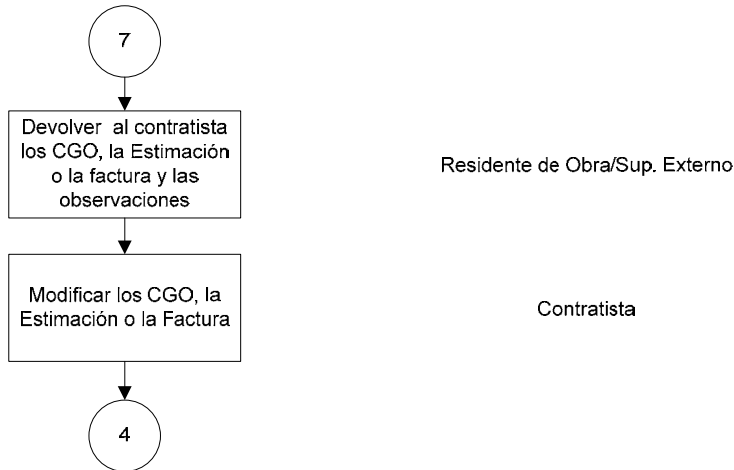 7
Devolver al contratista
los CGO, la Estimación
o la factura y las
observaciones
Residente de Obra/Sup. Externo
Modificar los CGO, la
Estimación o la Factura
Contratista
4